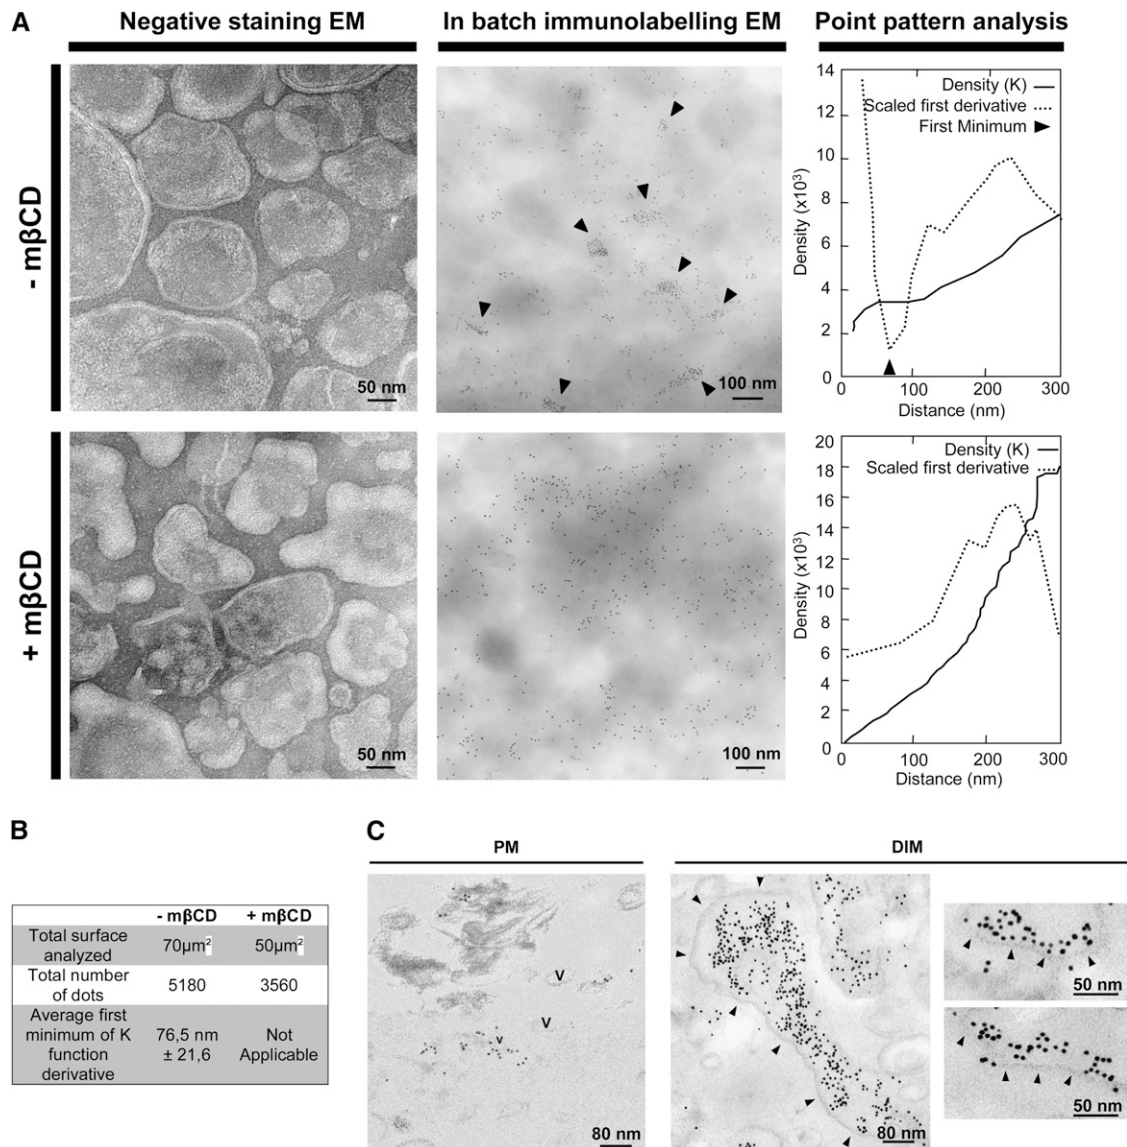 A
Negative staining EM
In batch immunolabelling EM
Point pattern analysis
- mβCD
50 nm
100 nm
Density (K)
Scaled first derivative
First Minimum
Density (x10³)
14
12
10
8
6
4
2
0
0 100 200 300
Distance (nm)
+ mβCD
50 nm
100 nm
Density (K)
Scaled first derivative
Density (x10³)
20
18
16
14
12
10
8
6
4
2
0
0 100 200 300
Distance (nm)
B
- mβCD + mβCD
Total surface analyzed 70µm² 50µm²
Total number of dots 5180 3560
Average first minimum of K function derivative 76,5 nm ± 21,6 Not Applicable
C
PM
DIM
V
V
V
80 nm
80 nm
50 nm
50 nm